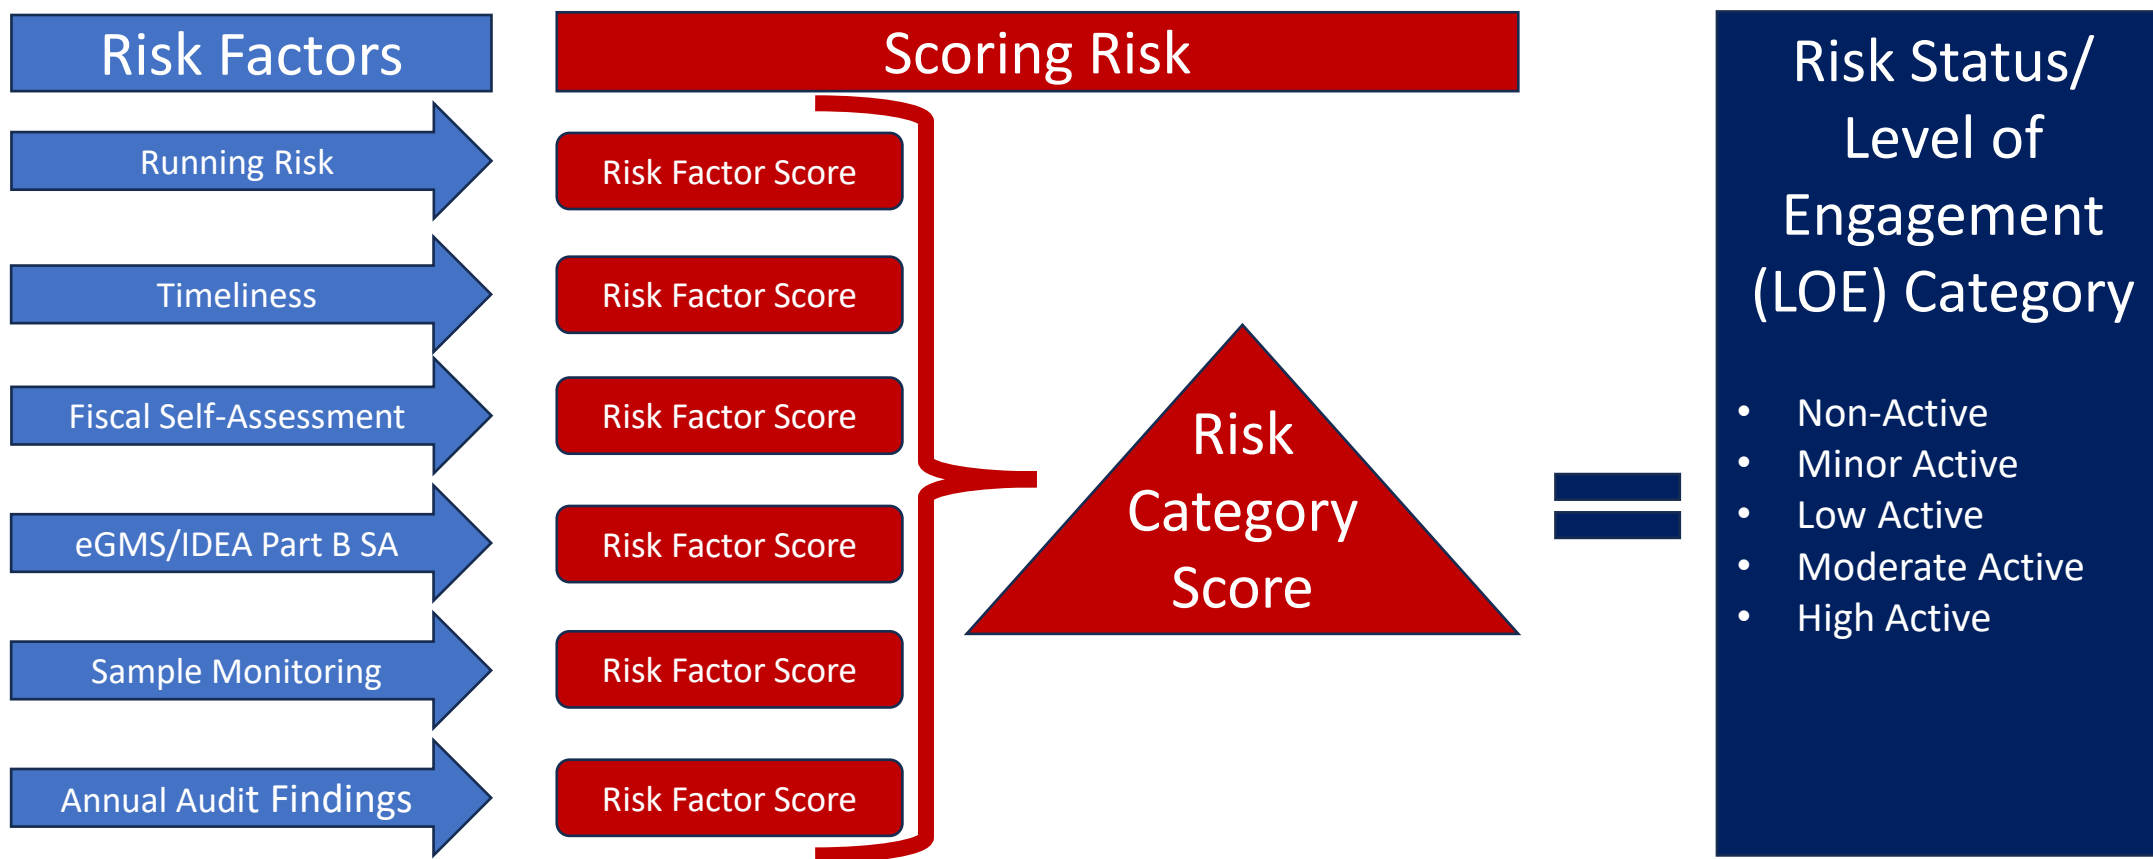 Risk Factors
Running Risk
Timeliness
Fiscal Self-Assessment
eGMS/IDEA Part B SA
Sample Monitoring
Annual Audit Findings
Scoring Risk
Risk Factor Score
Risk Factor Score
Risk Factor Score
Risk Factor Score
Risk Factor Score
Risk Factor Score
Risk
Category
Score
Risk Status/
Level of
Engagement
(LOE) Category
• Non-Active
• Minor Active
• Low Active
• Moderate Active
• High Active